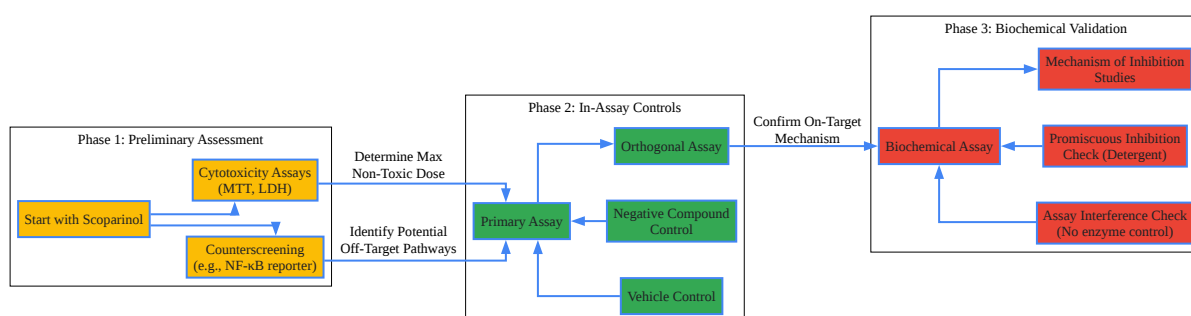 Phase 1: Preliminary Assessment
Start with Scoparinol
Cytotoxicity Assays
(MTT, LDH)
Counterscreening
(e.g., NF-κB reporter)
Determine Max
Non-Toxic Dose
Identify Potential
Off-Target Pathways
Phase 2: In-Assay Controls
Orthogonal Assay
Primary Assay
Negative Compound
Control
Vehicle Control
Confirm On-Target
Mechanism
Phase 3: Biochemical Validation
Mechanism of Inhibition
Studies
Biochemical Assay
Promiscuous Inhibition
Check (Detergent)
Assay Interference Check
(No enzyme control)